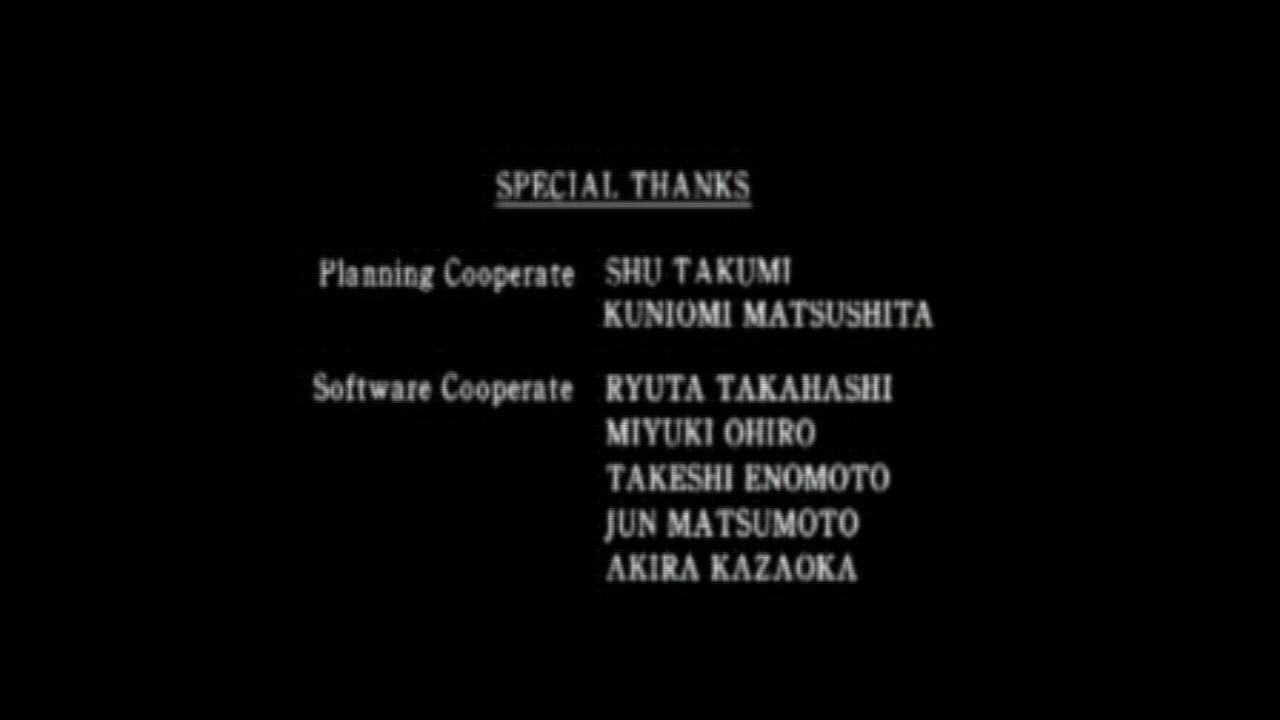 SPECIAL THANKS
Planning Cooperate SHU TAKUMI
KUNIOMI MATSUSHITA
Software Cooperate RYUTA TAKAHASHI
MIYUKI OHIRO
TAKESHI ENOMOTO
JUN MATSUMOTO
AKIRA KAZAOKA